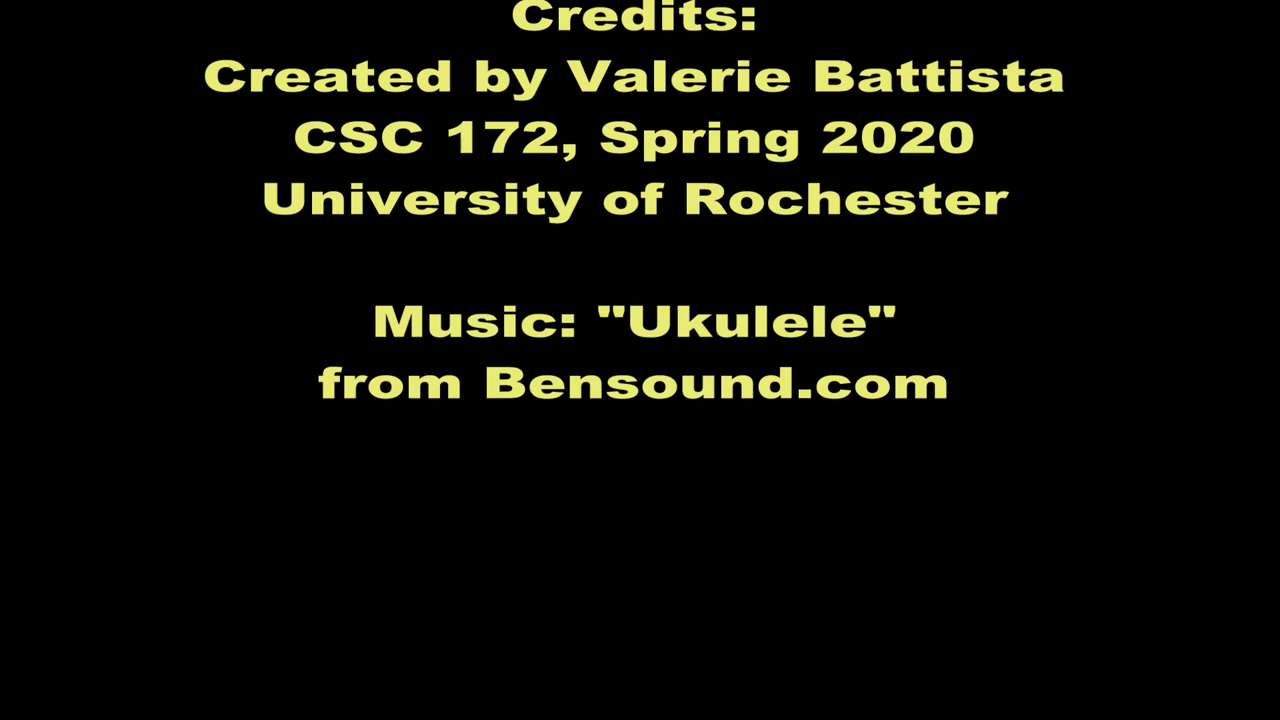 Credits:
Created by Valerie Battista
CSC 172, Spring 2020
University of Rochester
Music: "Ukulele"
from Bensound.com